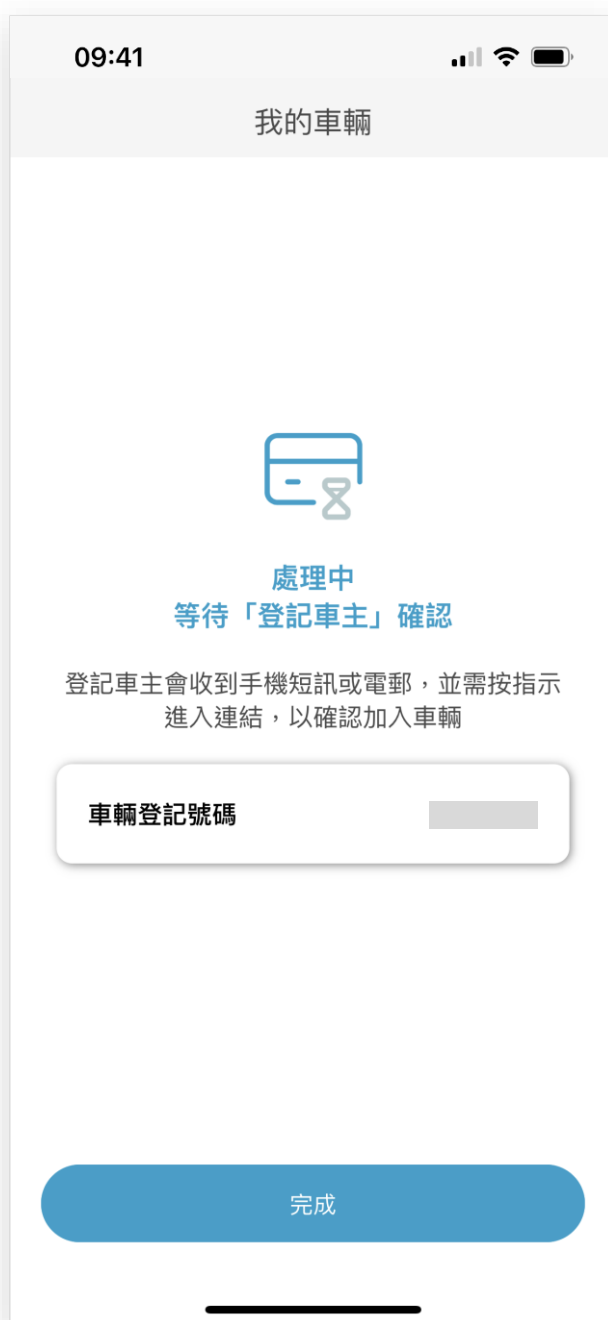 09:41
我的車輛
處理中
等待「登記車主」確認
登記車主會收到手機短訊或電郵，並需按指示
進入連結，以確認加入車輛
車輛登記號碼
完成